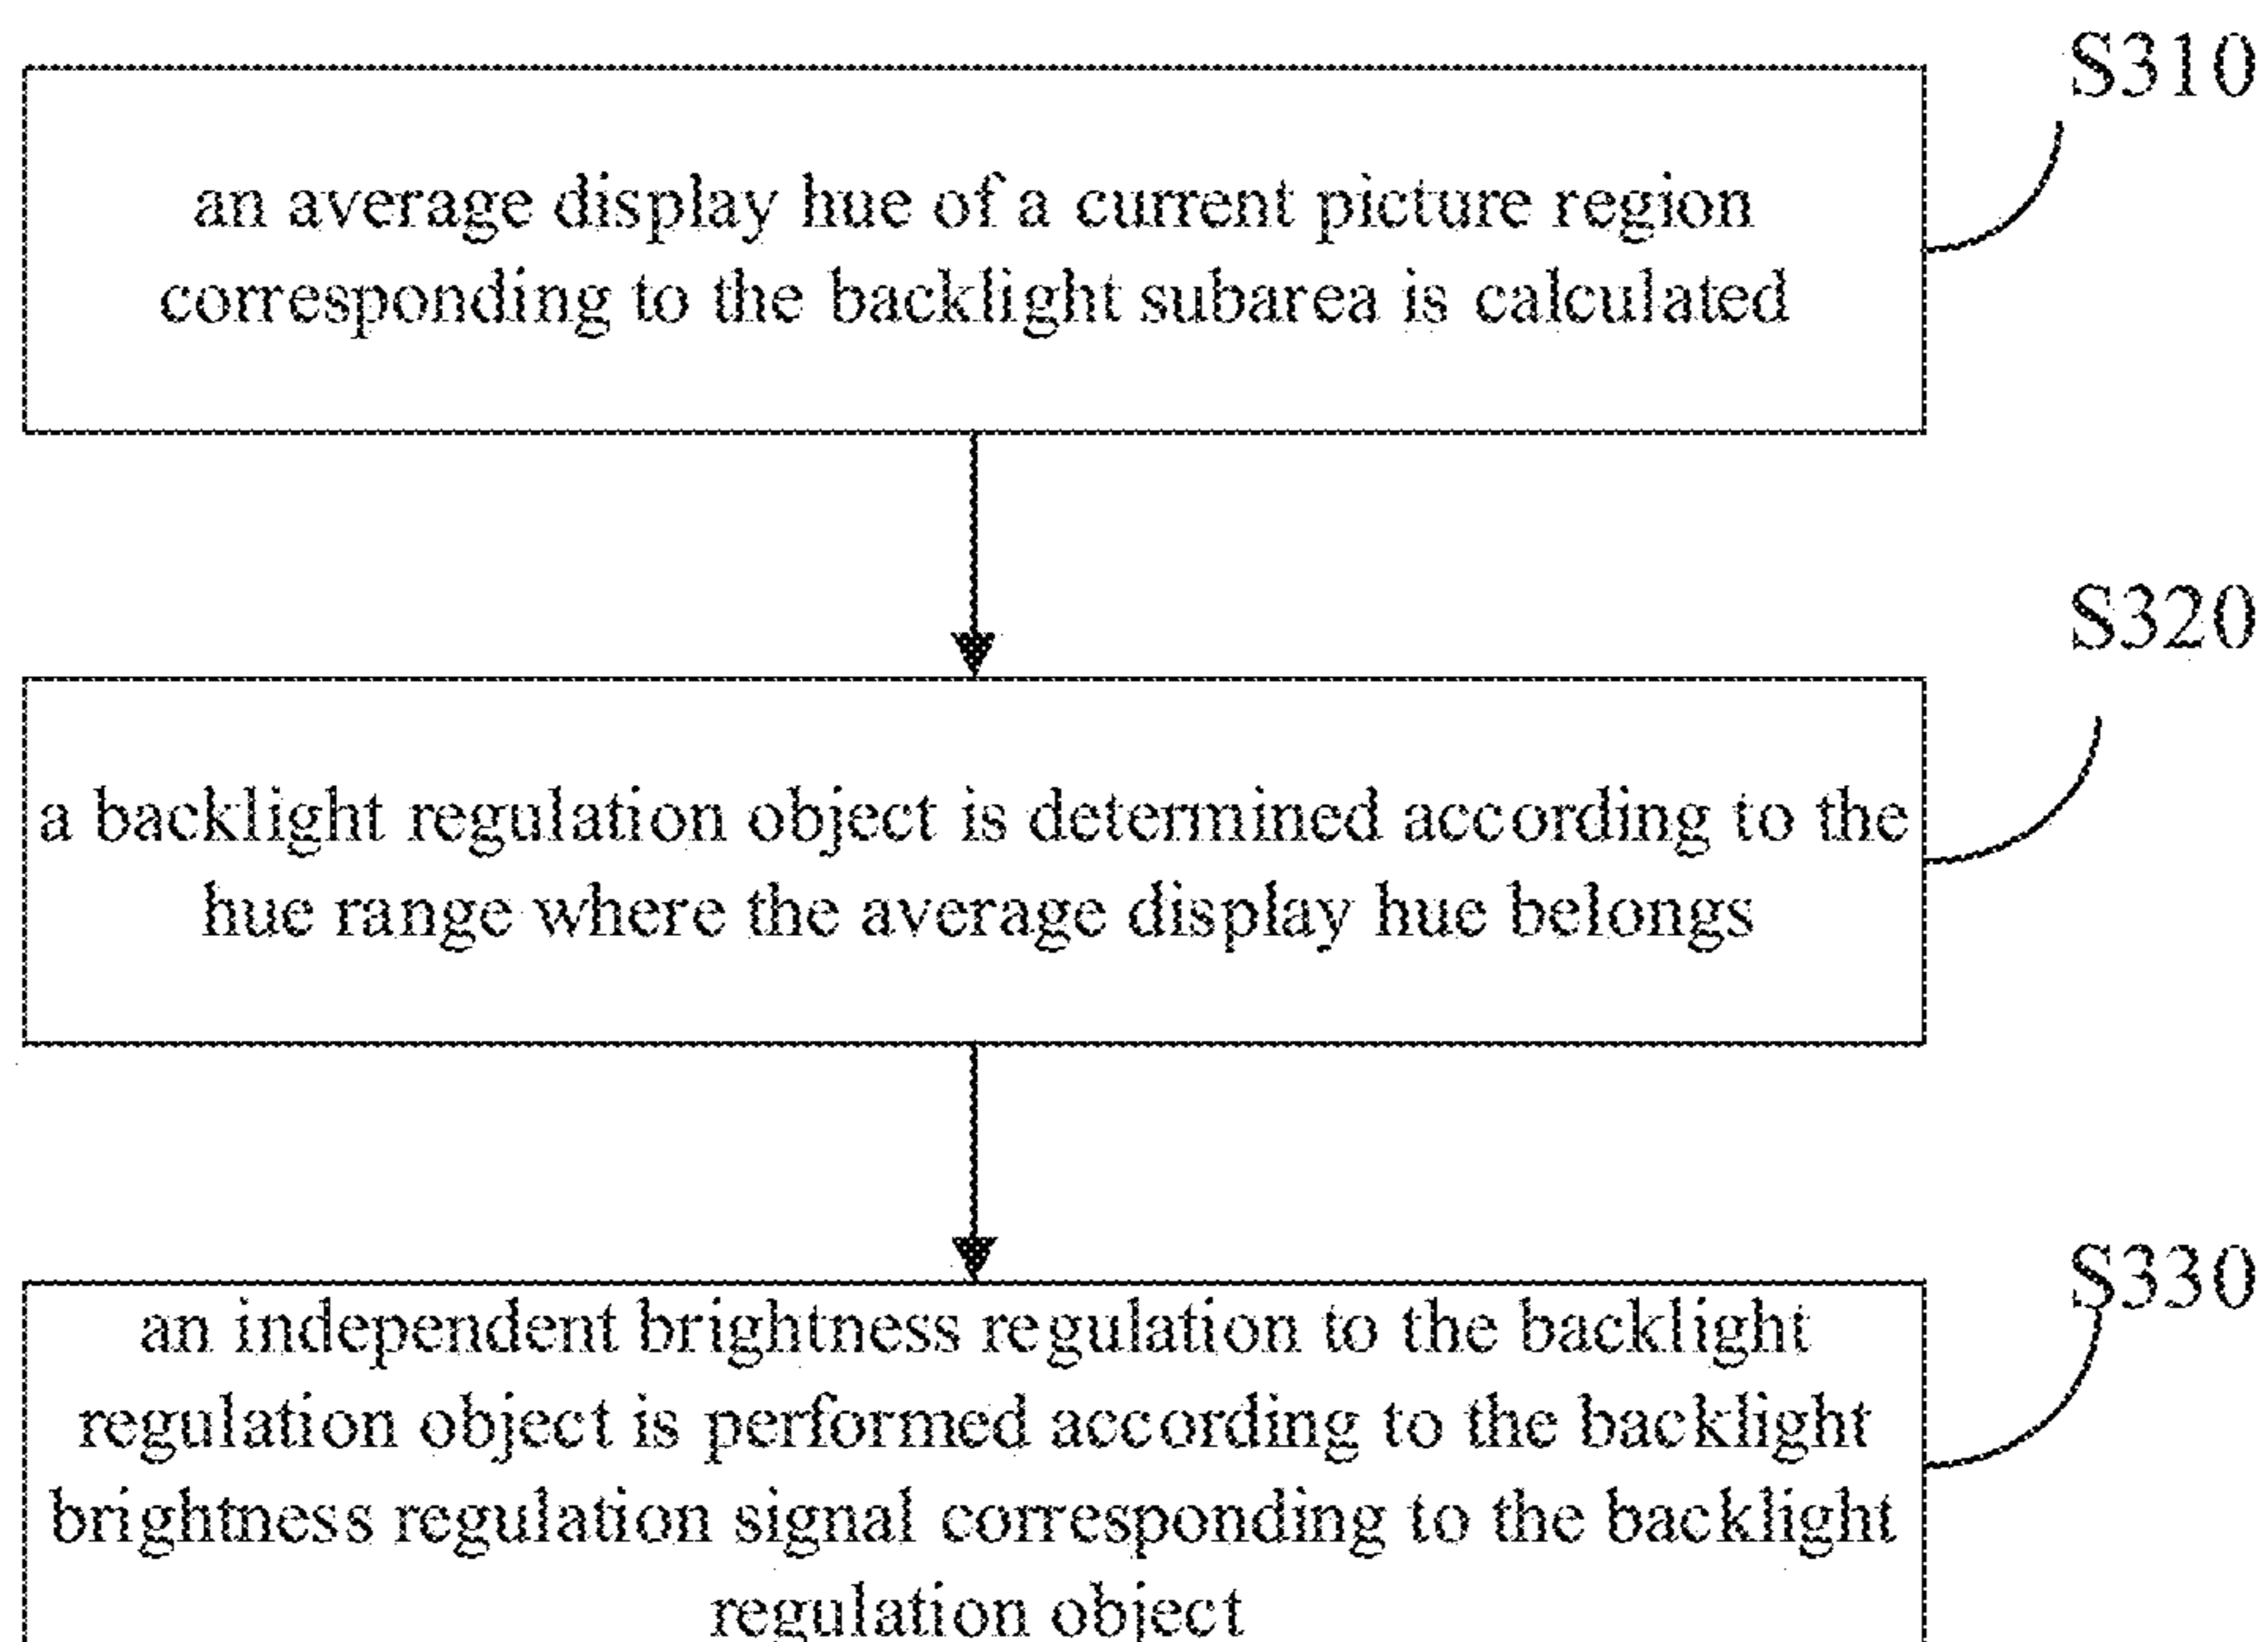 S310
an average display hue of a current picture region
corresponding to the backlight subarea is calculated
S320
a backlight regulation object is determined according to the
hue range where the average display hue belongs
S330
an independent brightness regulation to the backlight
regulation object is performed according to the backlight
brightness regulation signal corresponding to the backlight
regulation object